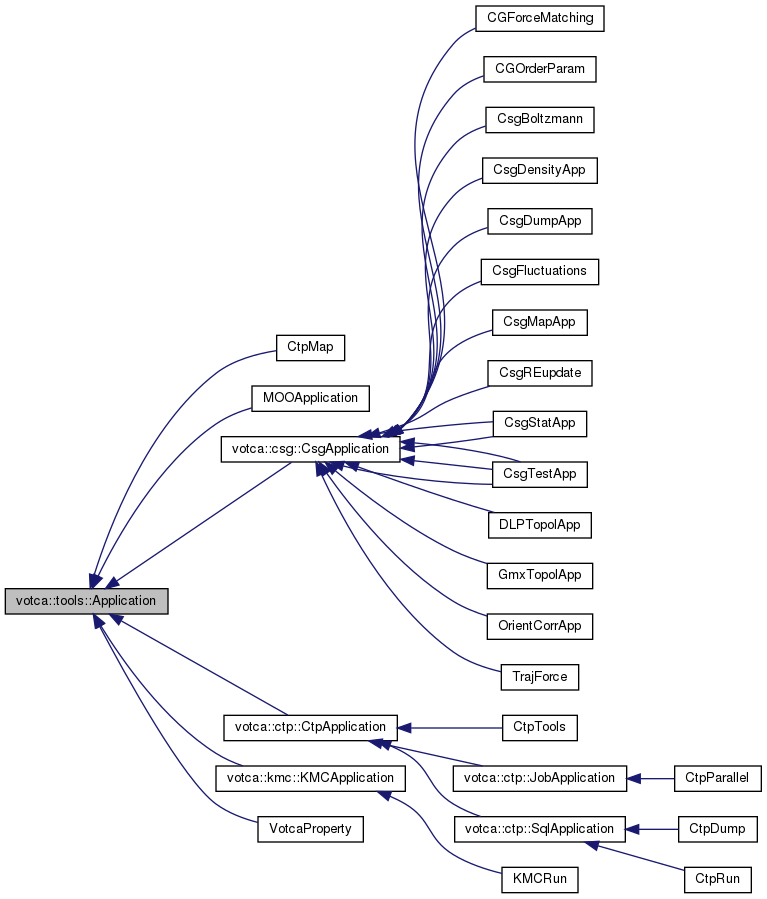 CGForceMatching
CGOrderParam
CsgBoltzmann
CsgDensityApp
CsgDumpApp
CsgFluctuations
CsgMapApp
CtpMap
CsgREupdate
MOOApplication
CsgStatApp
votca::csg::CsgApplication
CsgTestApp
DLPTopolApp
GmxTopolApp
votca::tools::Application
OrientCorrApp
TrajForce
votca::ctp::CtpApplication
CtpTools
votca::kmc::KMCApplication
votca::ctp::JobApplication
CtpParallel
VotcaProperty
votca::ctp::SqlApplication
CtpDump
KMCRun
CtpRun